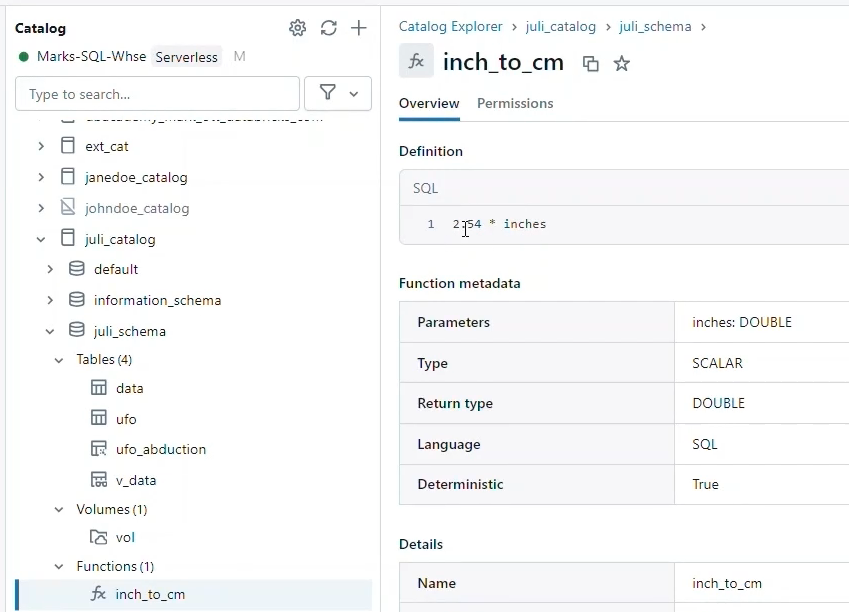 Catalog
Marks-SQL-Whse Serverless M
Type to search...
ext_cat
janedoe_catalog
johndoe_catalog
juli_catalog
default
information_schema
juli_schema
Tables (4)
data
ufo
ufo_abduction
v_data
Volumes (1)
vol
Functions (1)
fx inch_to_cm
Catalog Explorer > juli_catalog > juli_schema >
fx inch_to_cm
Overview Permissions
Definition
SQL
1 2.54 * inches
Function metadata
Parameters inches: DOUBLE
Type SCALAR
Return type DOUBLE
Language SQL
Deterministic True
Details
Name inch_to_cm